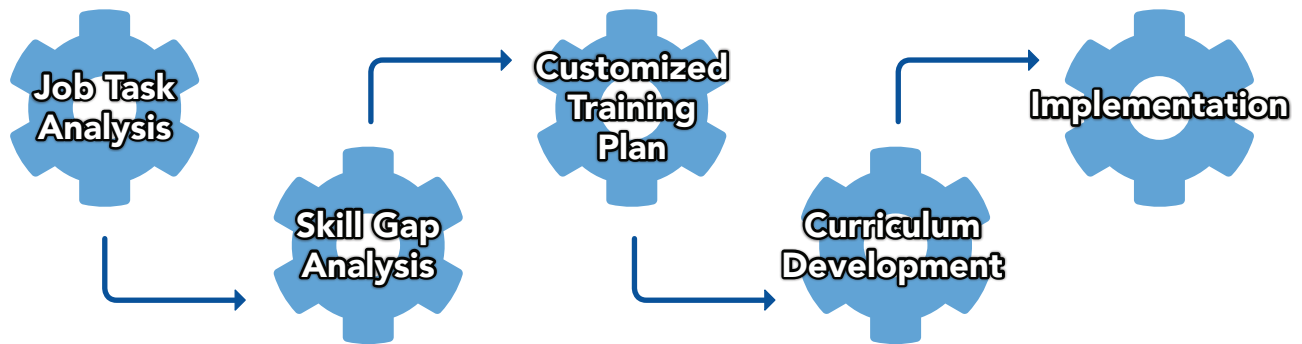 Job Task
Analysis
Skill Gap
Analysis
Customized
Training
Plan
Curriculum
Development
Implementation